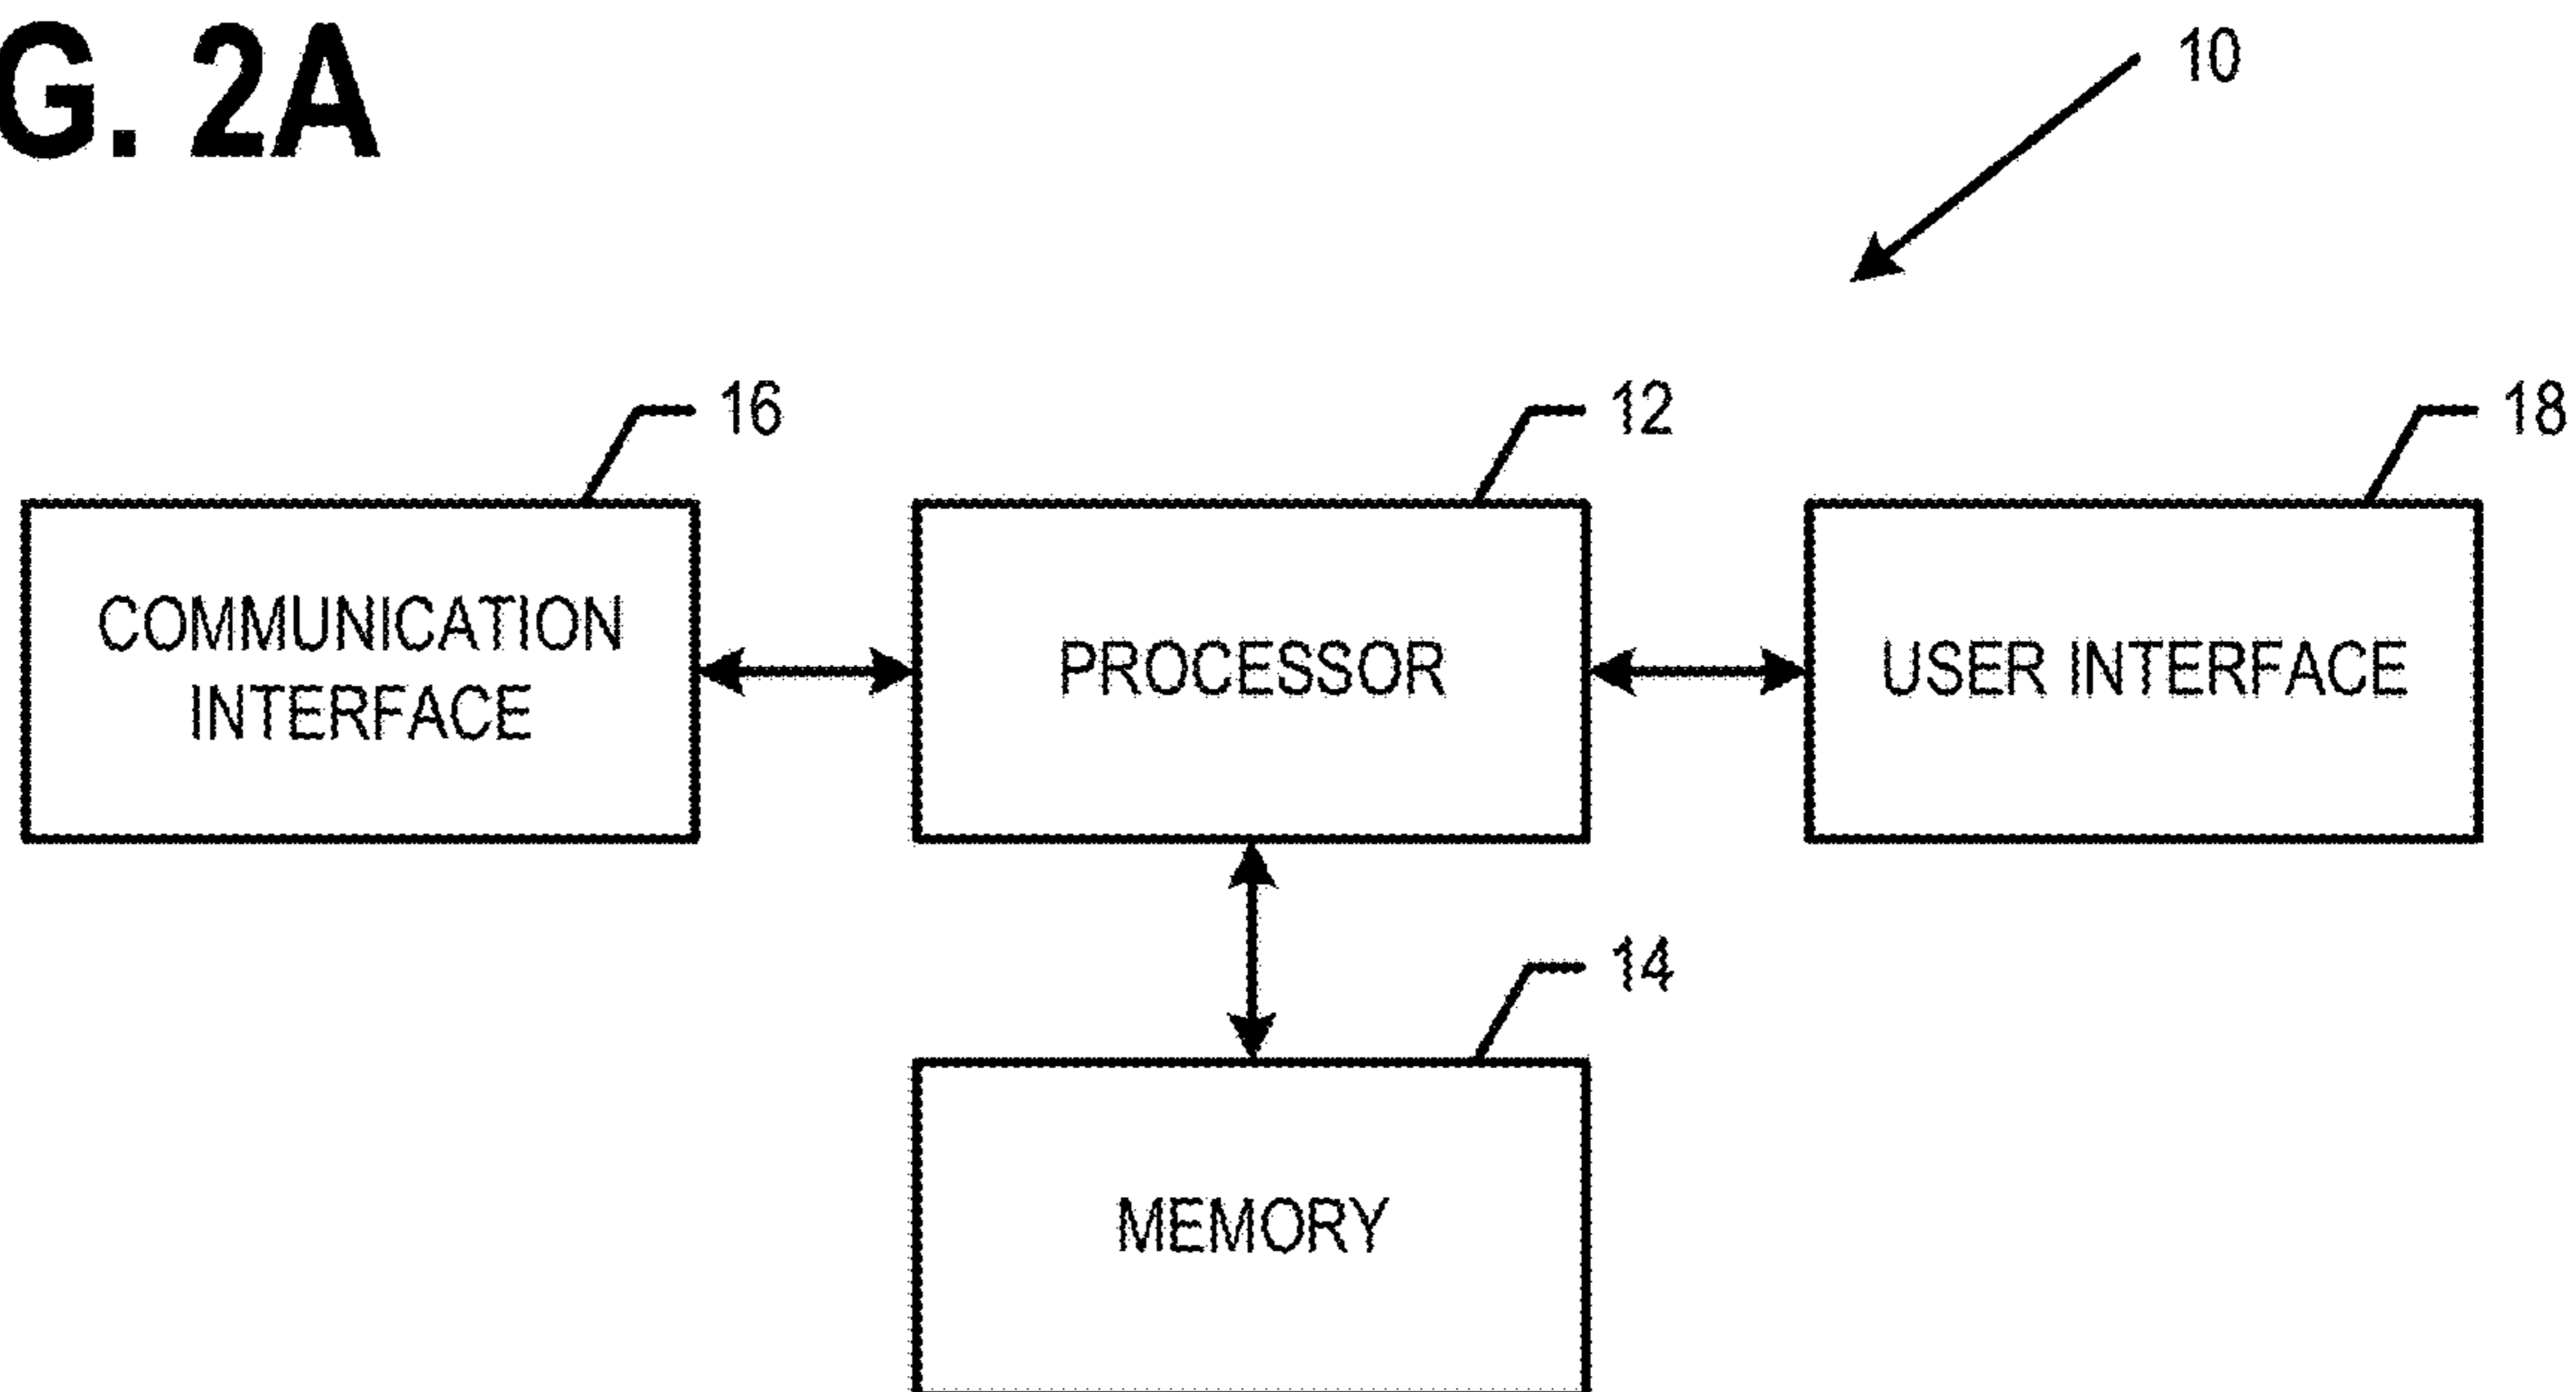 G. 2A
10
16
12
18
COMMUNICATION
INTERFACE
PROCESSOR
USER INTERFACE
14
MEMORY